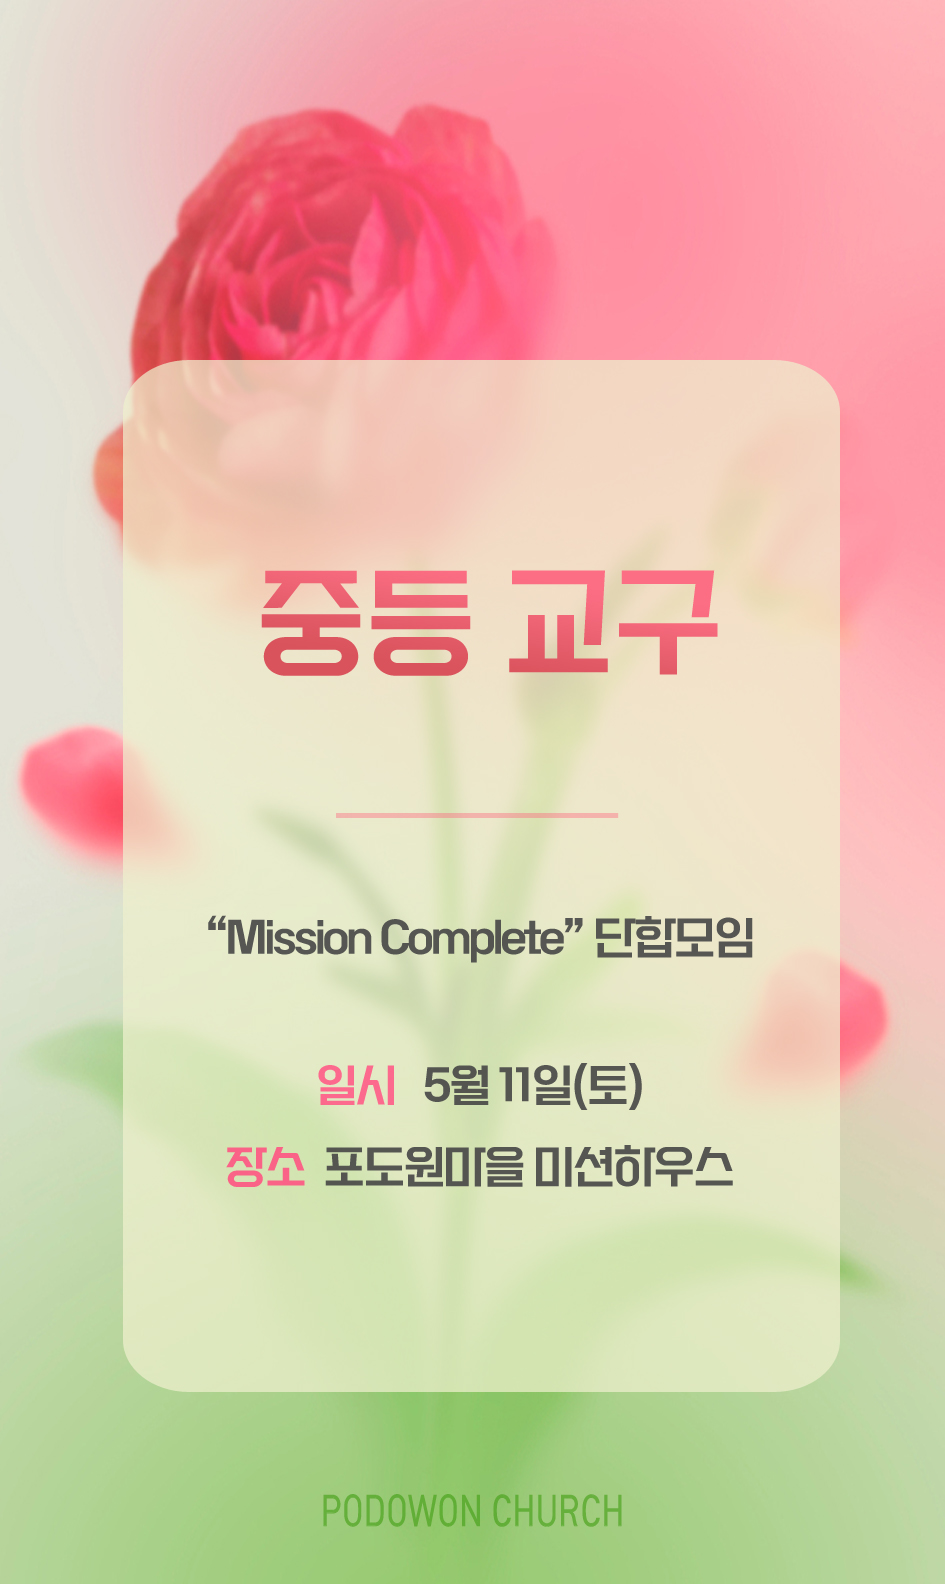 중등 교구
“Mission Complete” 단합모임
일시 5월 11일(토)
장소 포도원마을 미션하우스
PODOWON CHURCH